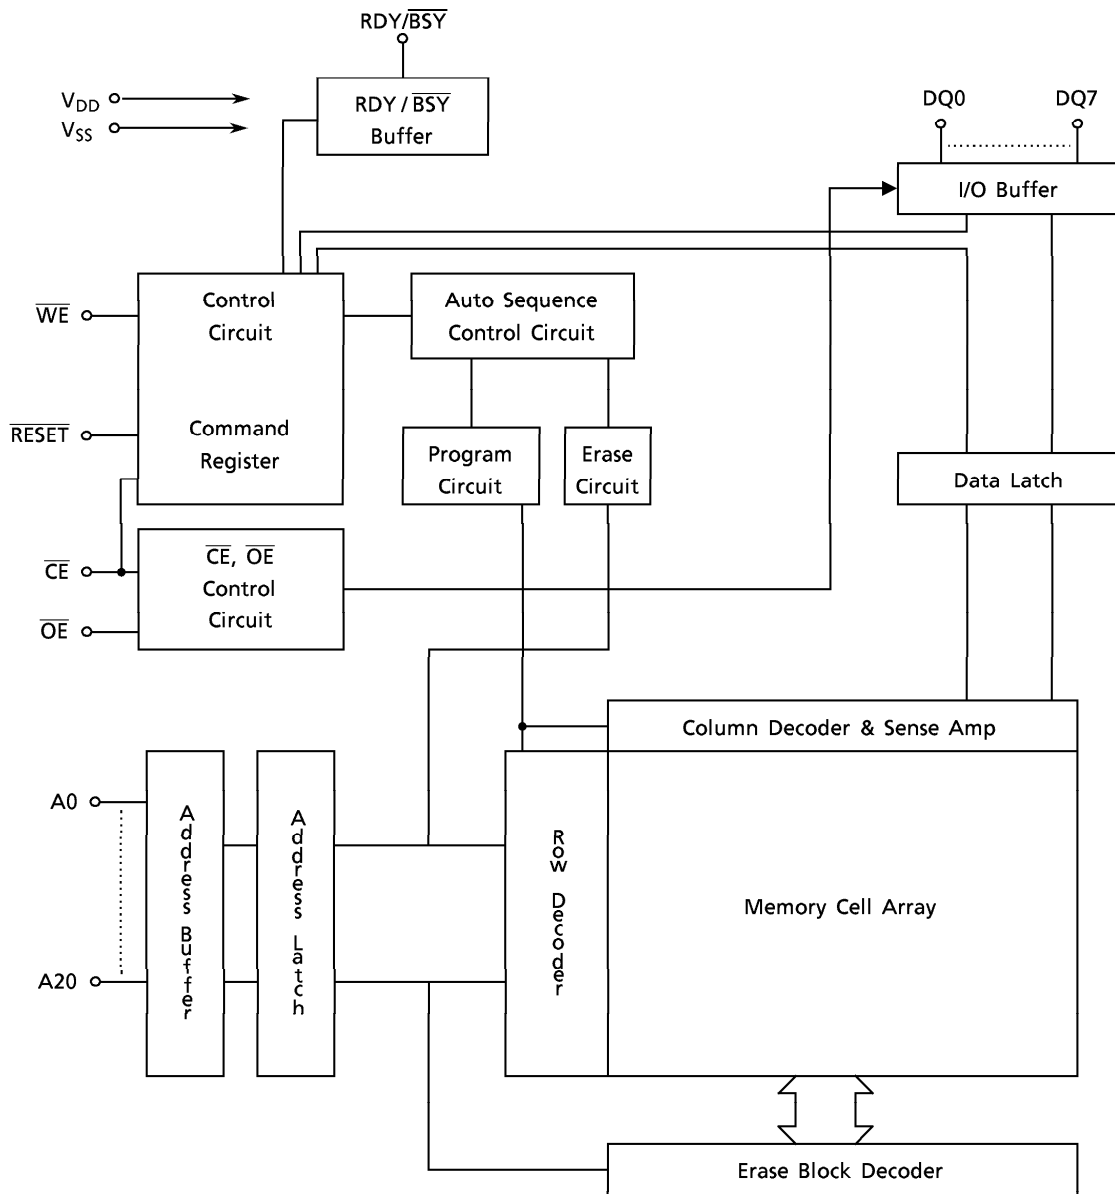 RDY/BSY
RDY / BSY
Buffer
VDD
VSS
DQ0
DQ7
I/O Buffer
WE
Control
Circuit
Auto Sequence
Control Circuit
RESET
Command
Register
Program
Circuit
Erase
Circuit
Data Latch
CE
CE, OE
Control
Circuit
OE
Column Decoder & Sense Amp
A0
A20
Address Buffer
Address Latch
Row Decoder
Memory Cell Array
Erase Block Decoder